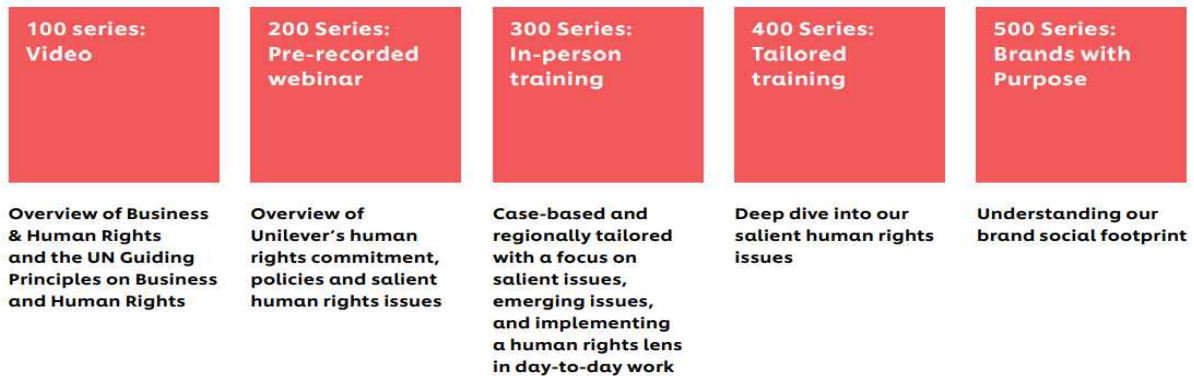 100 series:
Video
200 Series:
Pre-recorded
webinar
300 Series:
In-person
training
400 Series:
Tailored
training
500 Series:
Brands with
Purpose
Overview of Business
& Human Rights
and the UN Guiding
Principles on Business
and Human Rights
Overview of
Unilever’s human
rights commitment,
policies and salient
human rights issues
Case-based and
regionally tailored
with a focus on
salient issues,
emerging issues,
and implementing
a human rights lens
in day-to-day work
Deep dive into our
salient human rights
issues
Understanding our
brand social footprint